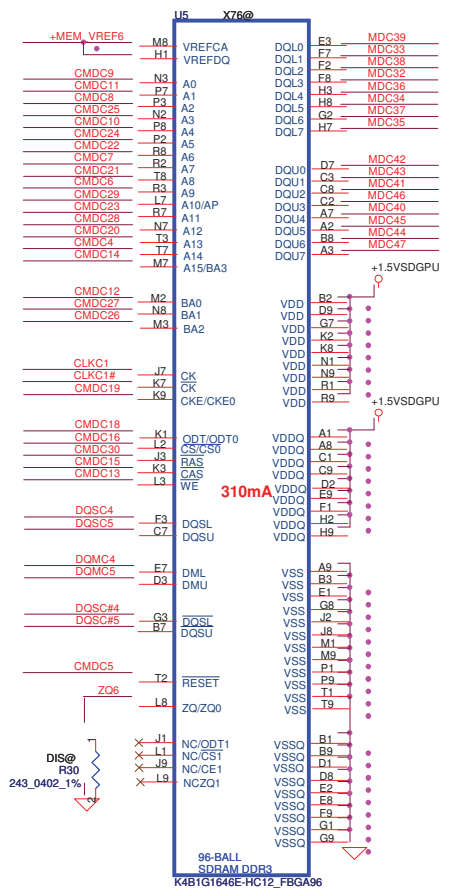 U5 X76@
+MEM_VREF6 M8 VREFCA DQL0 E3 MDC39
H1 VREFDQ DQL1 F7 MDC33
DQL2 F2 MDC38
CMDC9 N3 A0 DQL3 F8 MDC32
CMDC11 P7 A1 DQL4 H3 MDC36
CMDC8 P3 A2 DQL5 H8 MDC34
CMDC25 N2 A3 DQL6 G2 MDC37
CMDC10 P8 A4 DQL7 H7 MDC35
CMDC24 P2 A5
CMDC22 R8 A6
CMDC7 R2 A7 DQU0 D7 MDC42
CMDC21 T8 A8 DQU1 C3 MDC43
CMDC6 R3 A9 DQU2 C8 MDC41
CMDC29 L7 A10/AP DQU3 C2 MDC46
CMDC23 R7 A11 DQU4 A7 MDC40
CMDC28 N7 A12 DQU5 A2 MDC45
CMDC20 T3 A13 DQU6 B8 MDC44
CMDC4 T7 A14 DQU7 A3 MDC47
CMDC14 M7 A15/BA3
+1.5VSDGPU
CMDC12 M2 BA0 VDD B2
CMDC27 N8 BA1 VDD D9
CMDC26 M3 BA2 VDD G7
VDD K2
VDD K8
VDD N1
CLKC1 J7 CK VDD N9
CLKC1# K7 CK VDD R1
CMDC19 K9 CKE/CKE0 VDD R9
+1.5VSDGPU
CMDC18 K1 ODT/ODT0 VDDQ A1
CMDC16 L2 CS/CS0 VDDQ A8
CMDC30 J3 RAS VDDQ C1
CMDC15 K3 CAS VDDQ C9
CMDC13 L3 WE VDDQ D2
310mA
VDDQ E9
DQSC4 F3 DQSL VDDQ F1
DQSC5 C7 DQSU VDDQ H2
VDDQ H9
DQMC4 E7 DML VSS A9
DQMC5 D3 DMU VSS B3
VSS E1
DQSC#4 G3 DQSL VSS G8
DQSC#5 B7 DQSU VSS J2
VSS J8
VSS M1
VSS M9
CMDC5 T2 RESET VSS P1
VSS P9
ZQ6 L8 ZQ/ZQ0 VSS T1
VSS T9
J1 NC/ODT1 VSSQ B1
L1 NC/CS1 VSSQ B9
J9 NC/CE1 VSSQ D1
L9 NCZQ1 VSSQ D8
VSSQ E2
VSSQ E8
VSSQ F9
VSSQ G1
VSSQ G9
1
DIS@
R30
243_0402_1%
2
96-BALL
SDRAM DDR3
K4B1G1646E-HC12_FBGA96